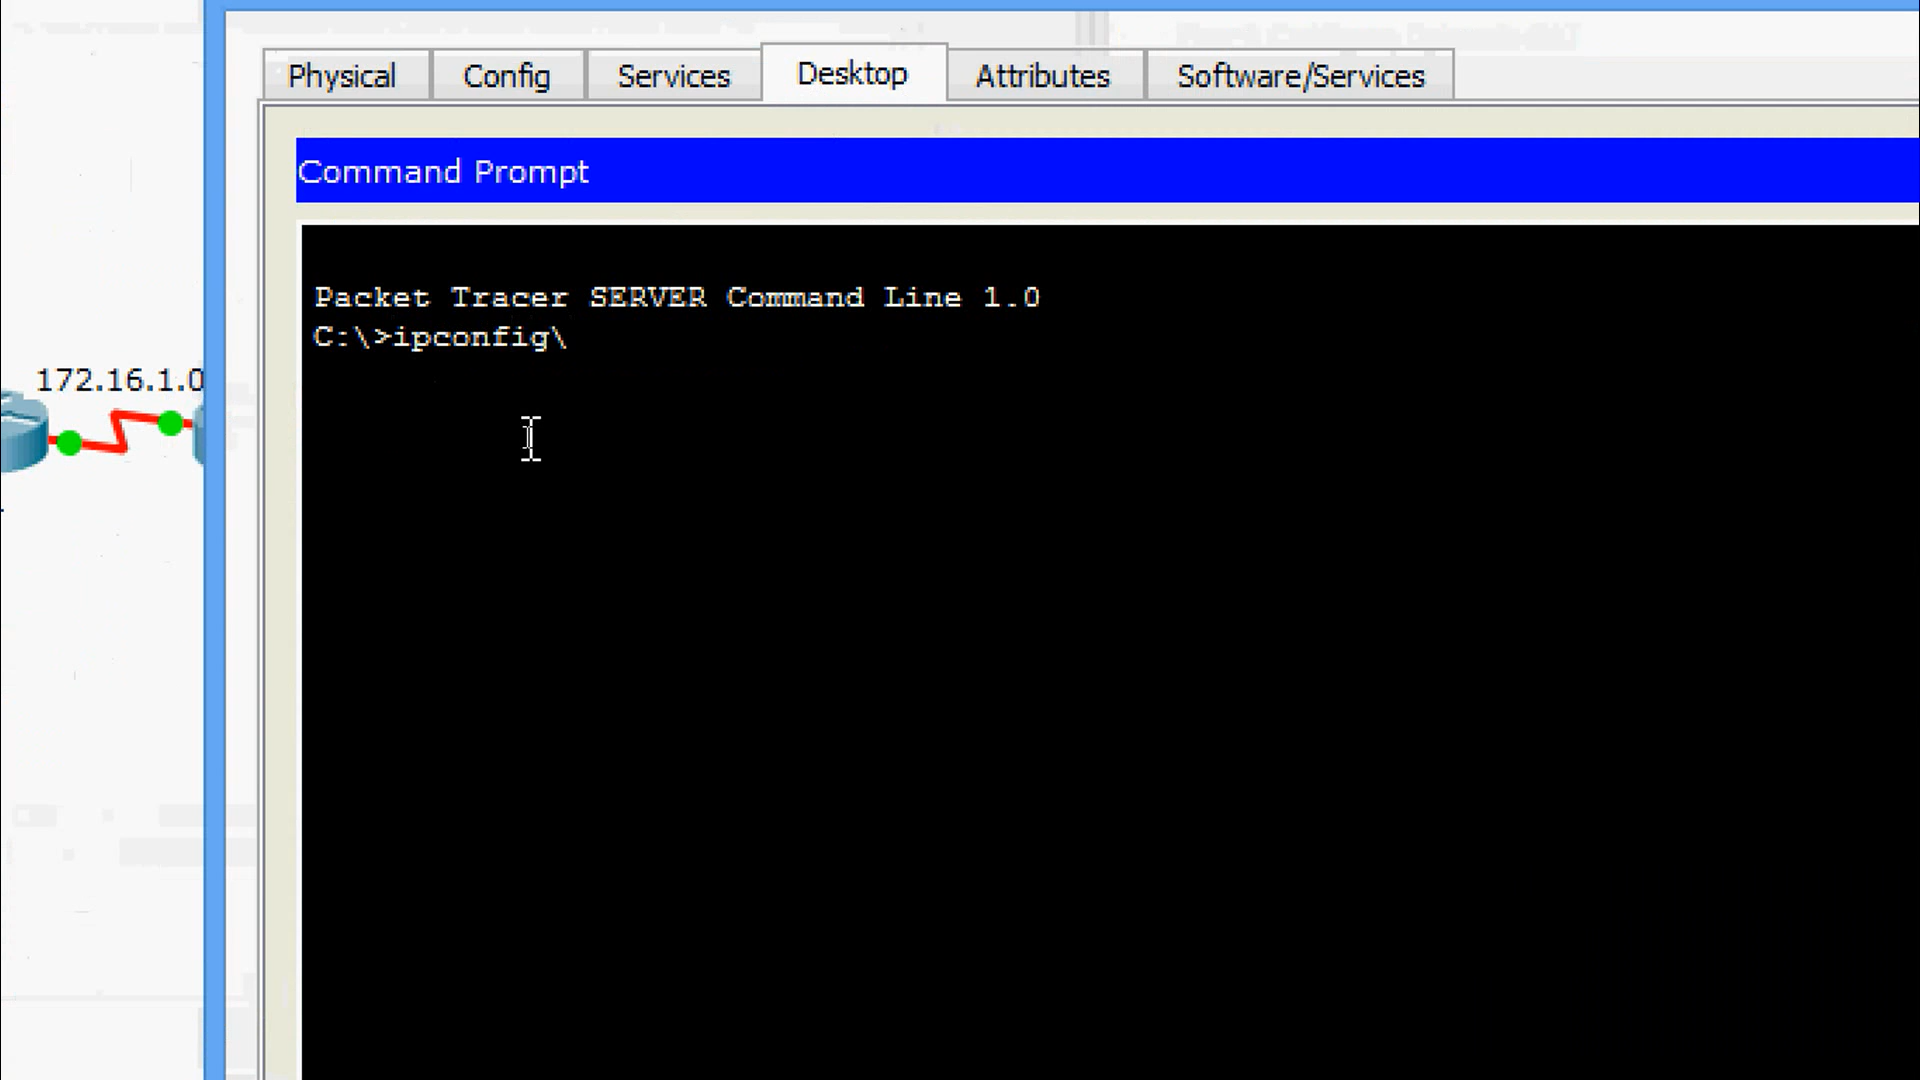 Physical Config Services Desktop Attributes Software/Services
Command Prompt
Packet Tracer SERVER Command Line 1.0
C:\>ipconfig\
172.16.1.0